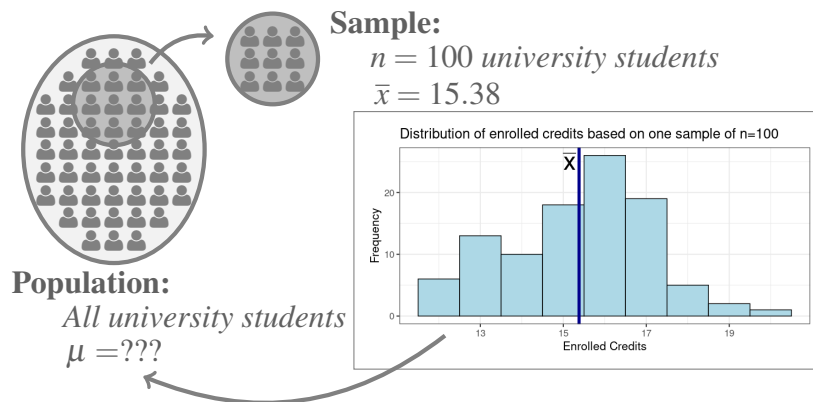 Sample:
n = 100 university students
x̄ = 15.38
Distribution of enrolled credits based on one sample of n=100
x̄
Frequency
20
10
0
13 15 17 19
Enrolled Credits
Population:
All university students
μ =???